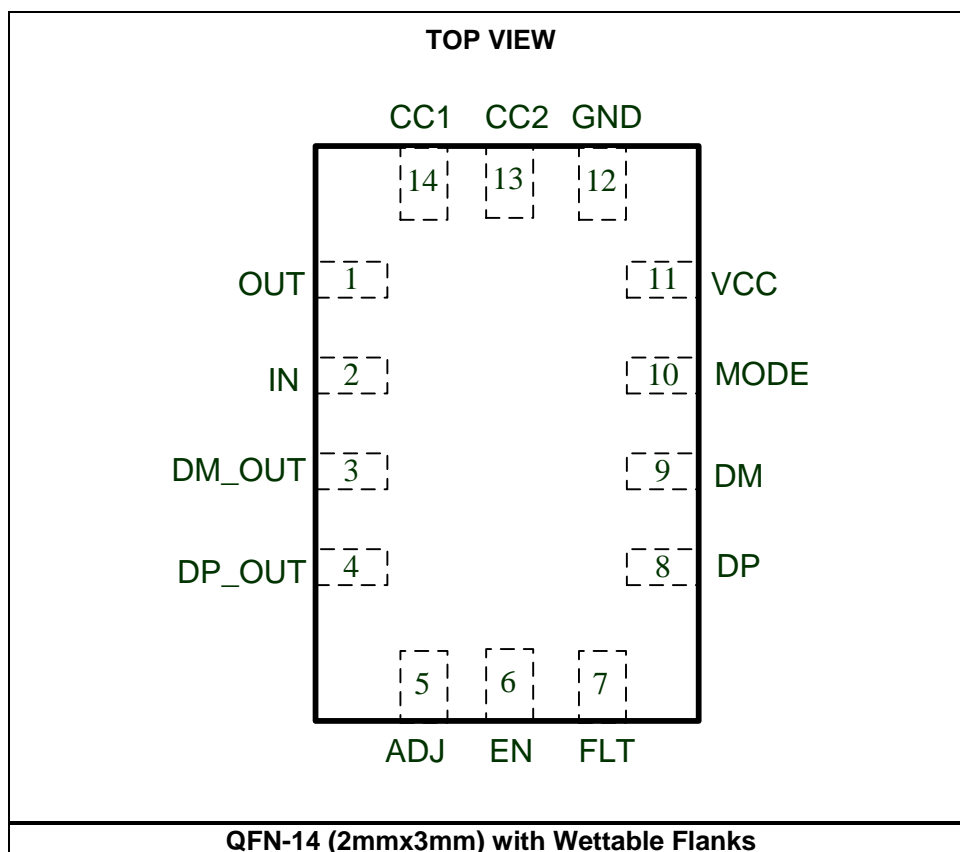 TOP VIEW
CC1 CC2 GND
14 13 12
OUT 1 11 VCC
IN 2 10 MODE
DM_OUT 3 9 DM
DP_OUT 4 8 DP
5 6 7
ADJ EN FLT
QFN-14 (2mmx3mm) with Wettable Flanks